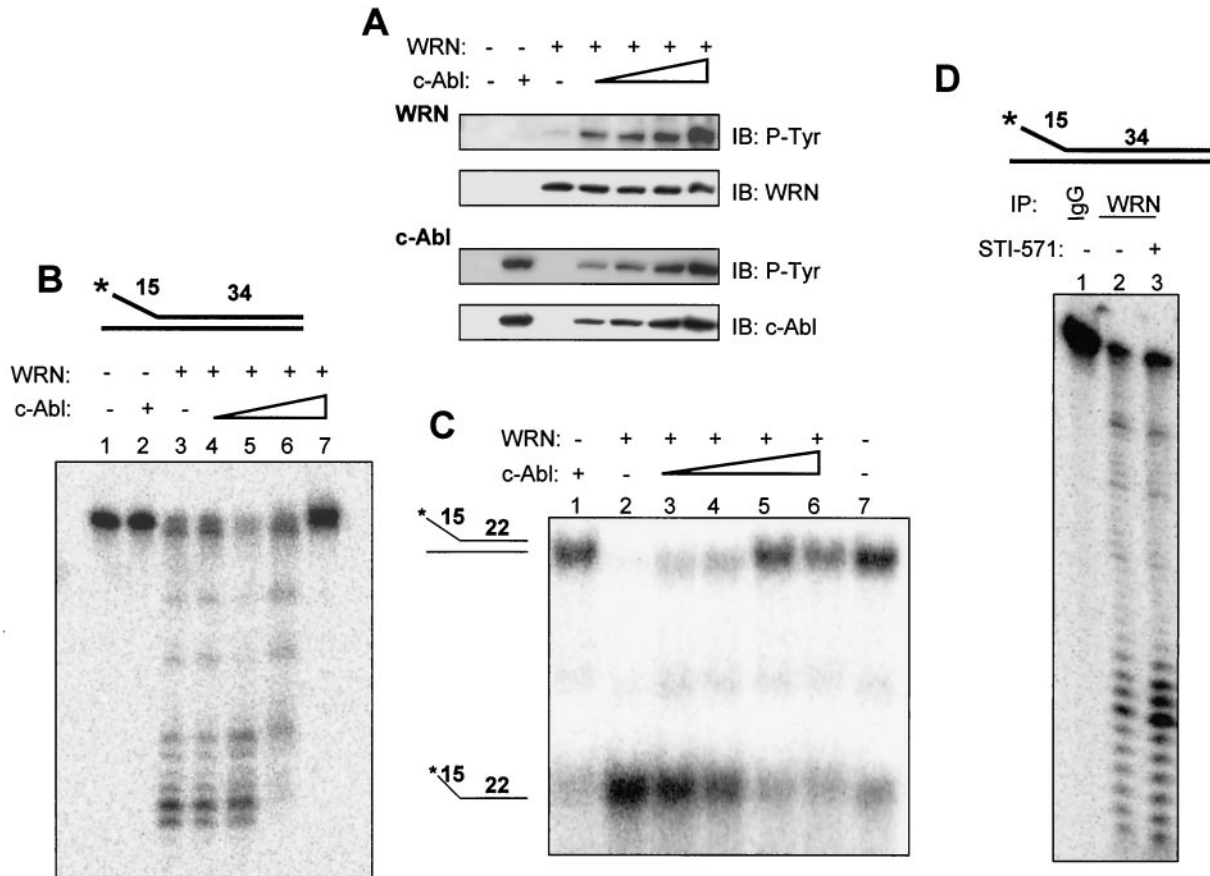 A
WRN: - - + + + + +
c-Abl: - + -
WRN
IB: P-Tyr
IB: WRN
c-Abl
IB: P-Tyr
IB: c-Abl
B
* 15 34
WRN: - - + + + + +
c-Abl: - + -
1 2 3 4 5 6 7
C
WRN: - + + + + + -
c-Abl: + - -
1 2 3 4 5 6 7
* 15 22
*15 22
D
* 15 34
IP: IgG WRN
STI-571: - - +
1 2 3